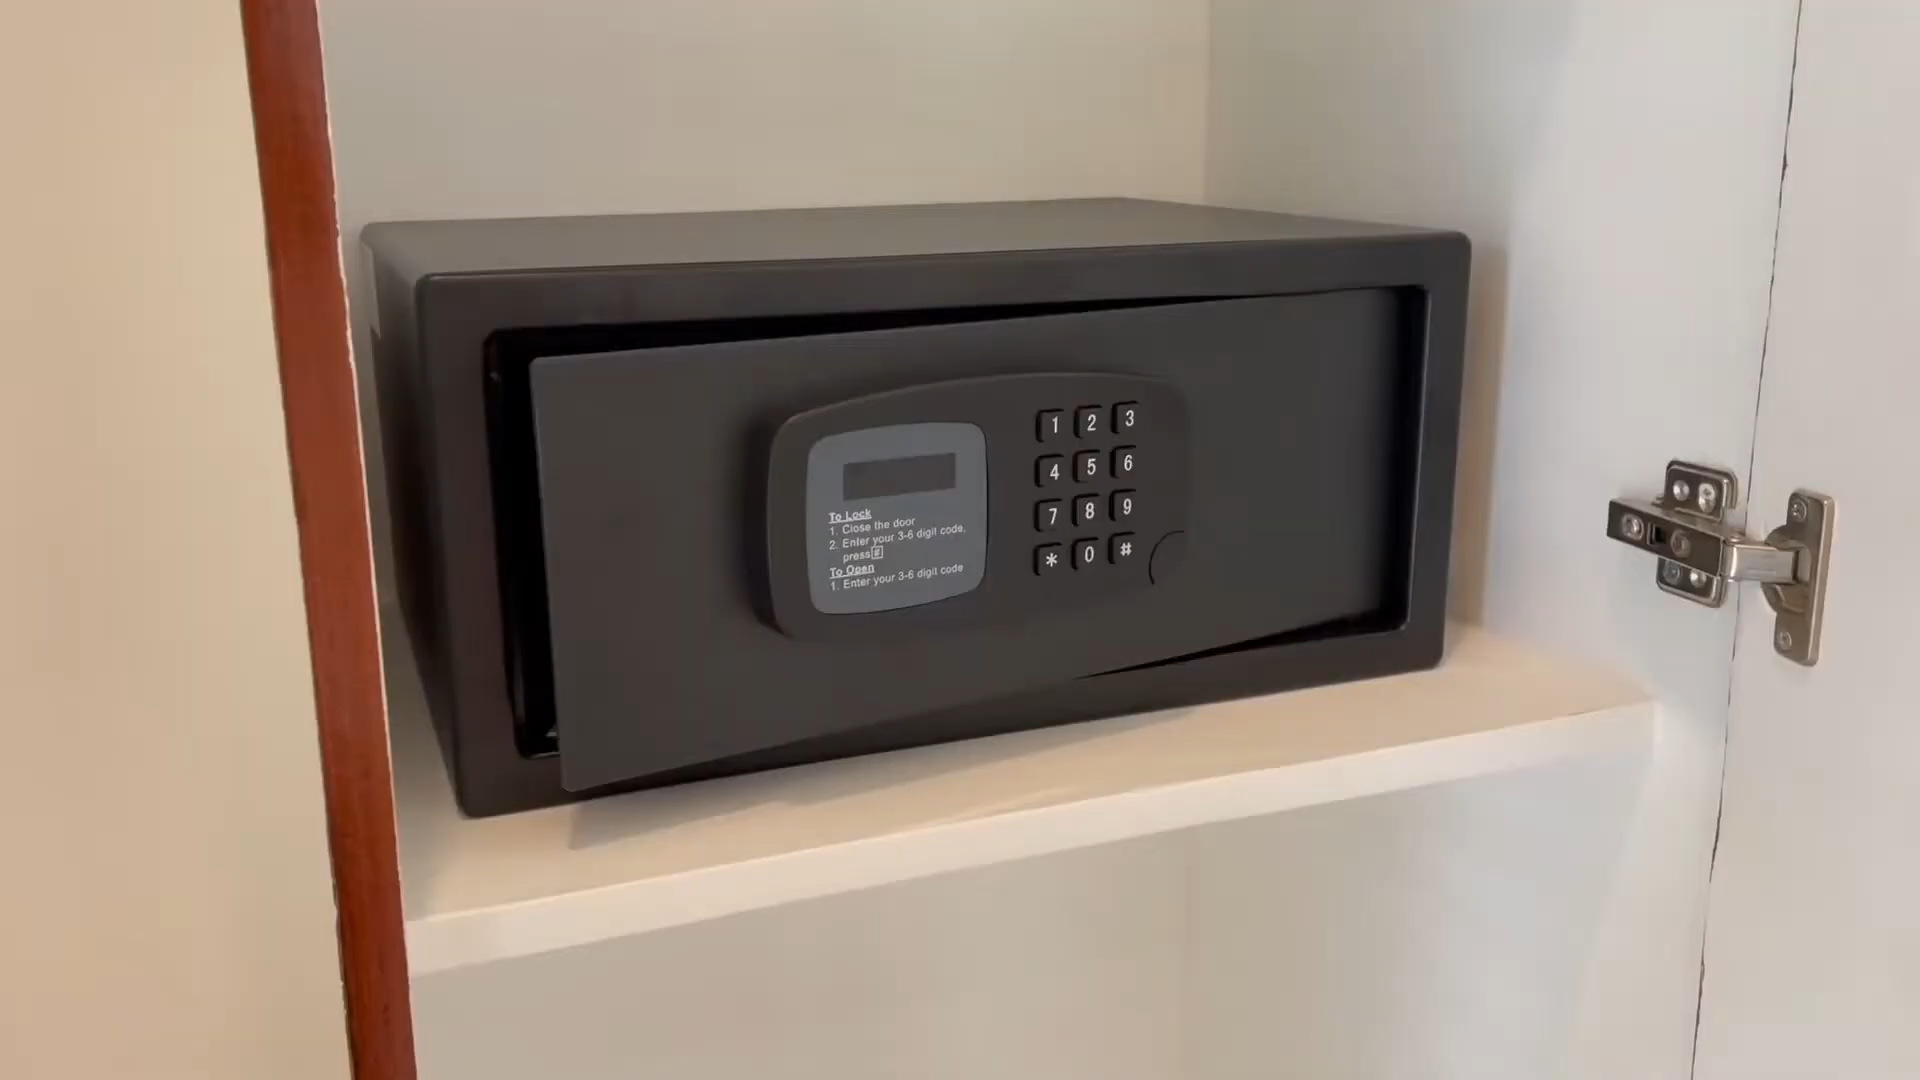 To Lock
1. Close the door
2. Enter your 3-6 digit code,
press #
To Open
1. Enter your 3-6 digit code
1 2 3
4 5 6
7 8 9
* 0 #